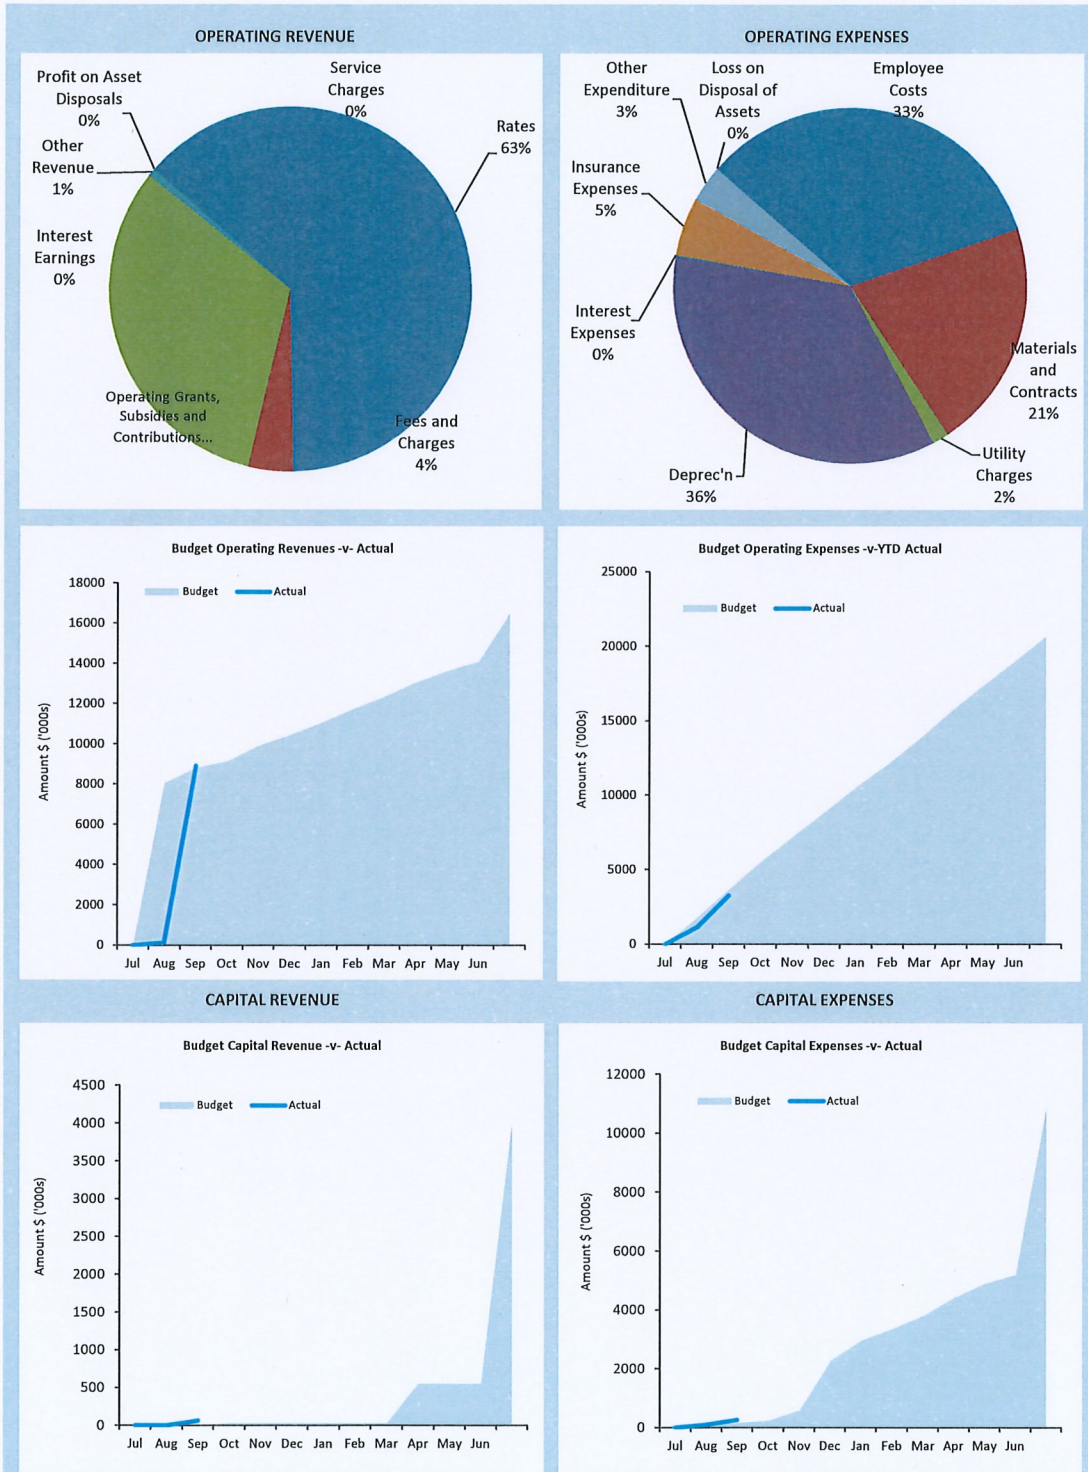 OPERATING REVENUE
Profit on Asset
Disposals
0%
Service
Charges
0%
Rates
63%
Other
Revenue
1%
Interest
Earnings
0%
Operating Grants,
Subsidies and
Contributions...
Fees and
Charges
4%
OPERATING EXPENSES
Other
Expenditure
3%
Loss on
Disposal of
Assets
0%
Employee
Costs
33%
Insurance
Expenses
5%
Interest
Expenses
0%
Materials
and
Contracts
21%
Deprec'n
36%
Utility
Charges
2%
Budget Operating Revenues -v- Actual
Budget
Actual
Amount $ ('000s)
18000
16000
14000
12000
10000
8000
6000
4000
2000
0
Jul Aug Sep Oct Nov Dec Jan Feb Mar Apr May Jun
Budget Operating Expenses -v-YTD Actual
Budget
Actual
Amount $ ('000s)
25000
20000
15000
10000
5000
0
Jul Aug Sep Oct Nov Dec Jan Feb Mar Apr May Jun
CAPITAL REVENUE
Budget Capital Revenue -v- Actual
Budget
Actual
Amount $ ('000s)
4500
4000
3500
3000
2500
2000
1500
1000
500
0
Jul Aug Sep Oct Nov Dec Jan Feb Mar Apr May Jun
CAPITAL EXPENSES
Budget Capital Expenses -v- Actual
Budget
Actual
Amount $ ('000s)
12000
10000
8000
6000
4000
2000
0
Jul Aug Sep Oct Nov Dec Jan Feb Mar Apr May Jun